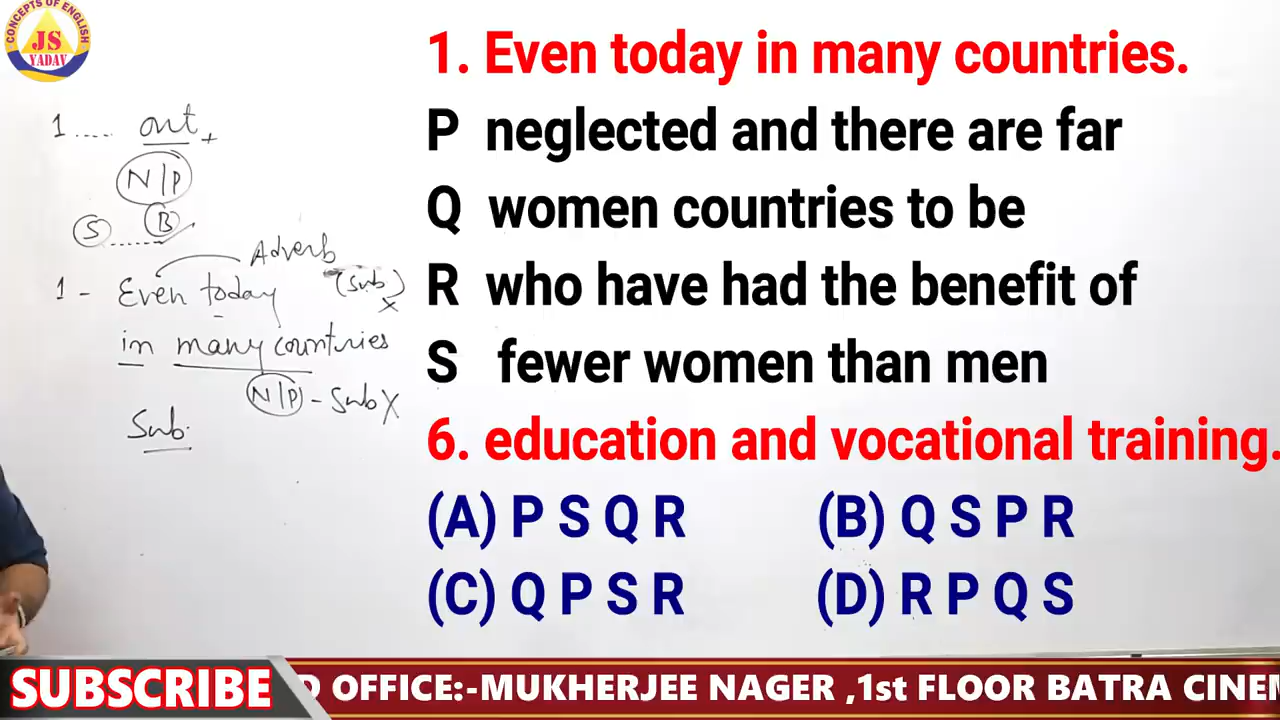 CONCEPTS OF ENGLISH
JS
YADAV
1 ..... out +
N/P
S ...... B
Adverb
1 - Even today (Sub) x
in many countries
N/P - Sub X
Sub.
1. Even today in many countries.
P neglected and there are far
Q women countries to be
R who have had the benefit of
S fewer women than men
6. education and vocational training.
(A) P S Q R (B) Q S P R
(C) Q P S R (D) R P Q S
SUBSCRIBE D OFFICE:-MUKHERJEE NAGER ,1st FLOOR BATRA CINEM